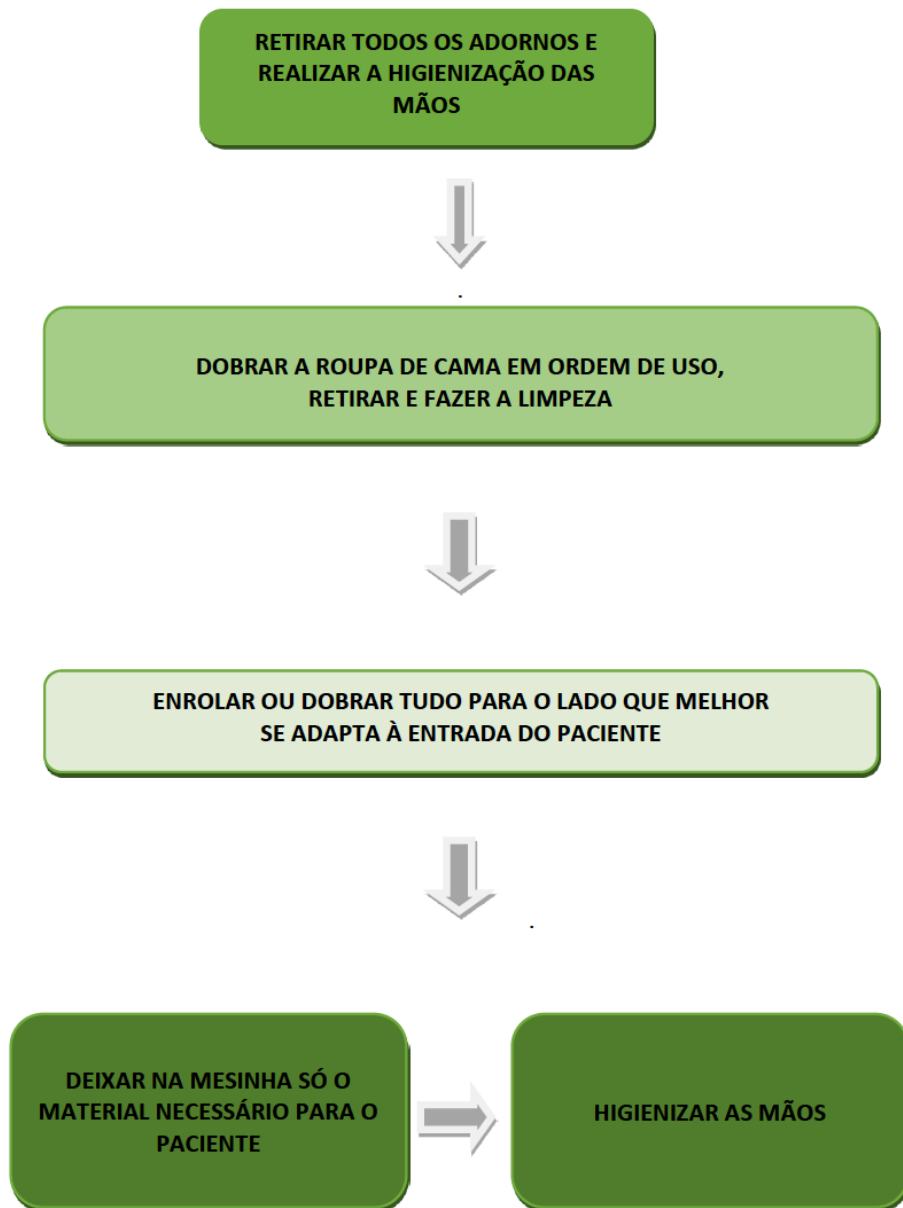 RETIRAR TODOS OS ADORNOS E
REALIZAR A HIGIENIZAÇÃO DAS
MÃOS
.
DOBRAR A ROUPA DE CAMA EM ORDEM DE USO,
RETIRAR E FAZER A LIMPEZA
ENROLAR OU DOBRAR TUDO PARA O LADO QUE MELHOR
SE ADAPTA À ENTRADA DO PACIENTE
.
DEIXAR NA MESINHA SÓ O
MATERIAL NECESSÁRIO PARA O
PACIENTE
HIGIENIZAR AS MÃOS